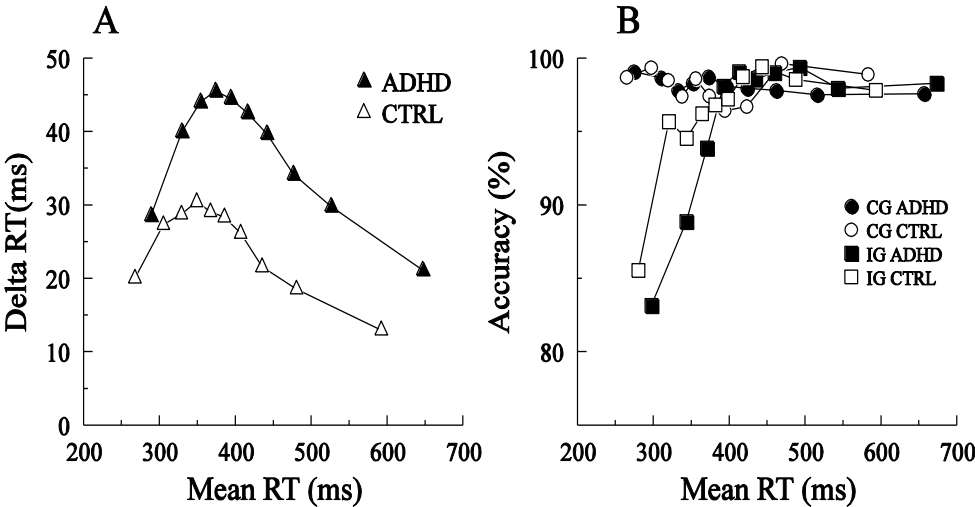 A
Delta RT(ms)
50
40
30
20
10
0
200 300 400 500 600 700
Mean RT (ms)
ADHD
CTRL
B
Accuracy (%)
100
90
80
200 300 400 500 600 700
Mean RT (ms)
CG ADHD
CG CTRL
IG ADHD
IG CTRL